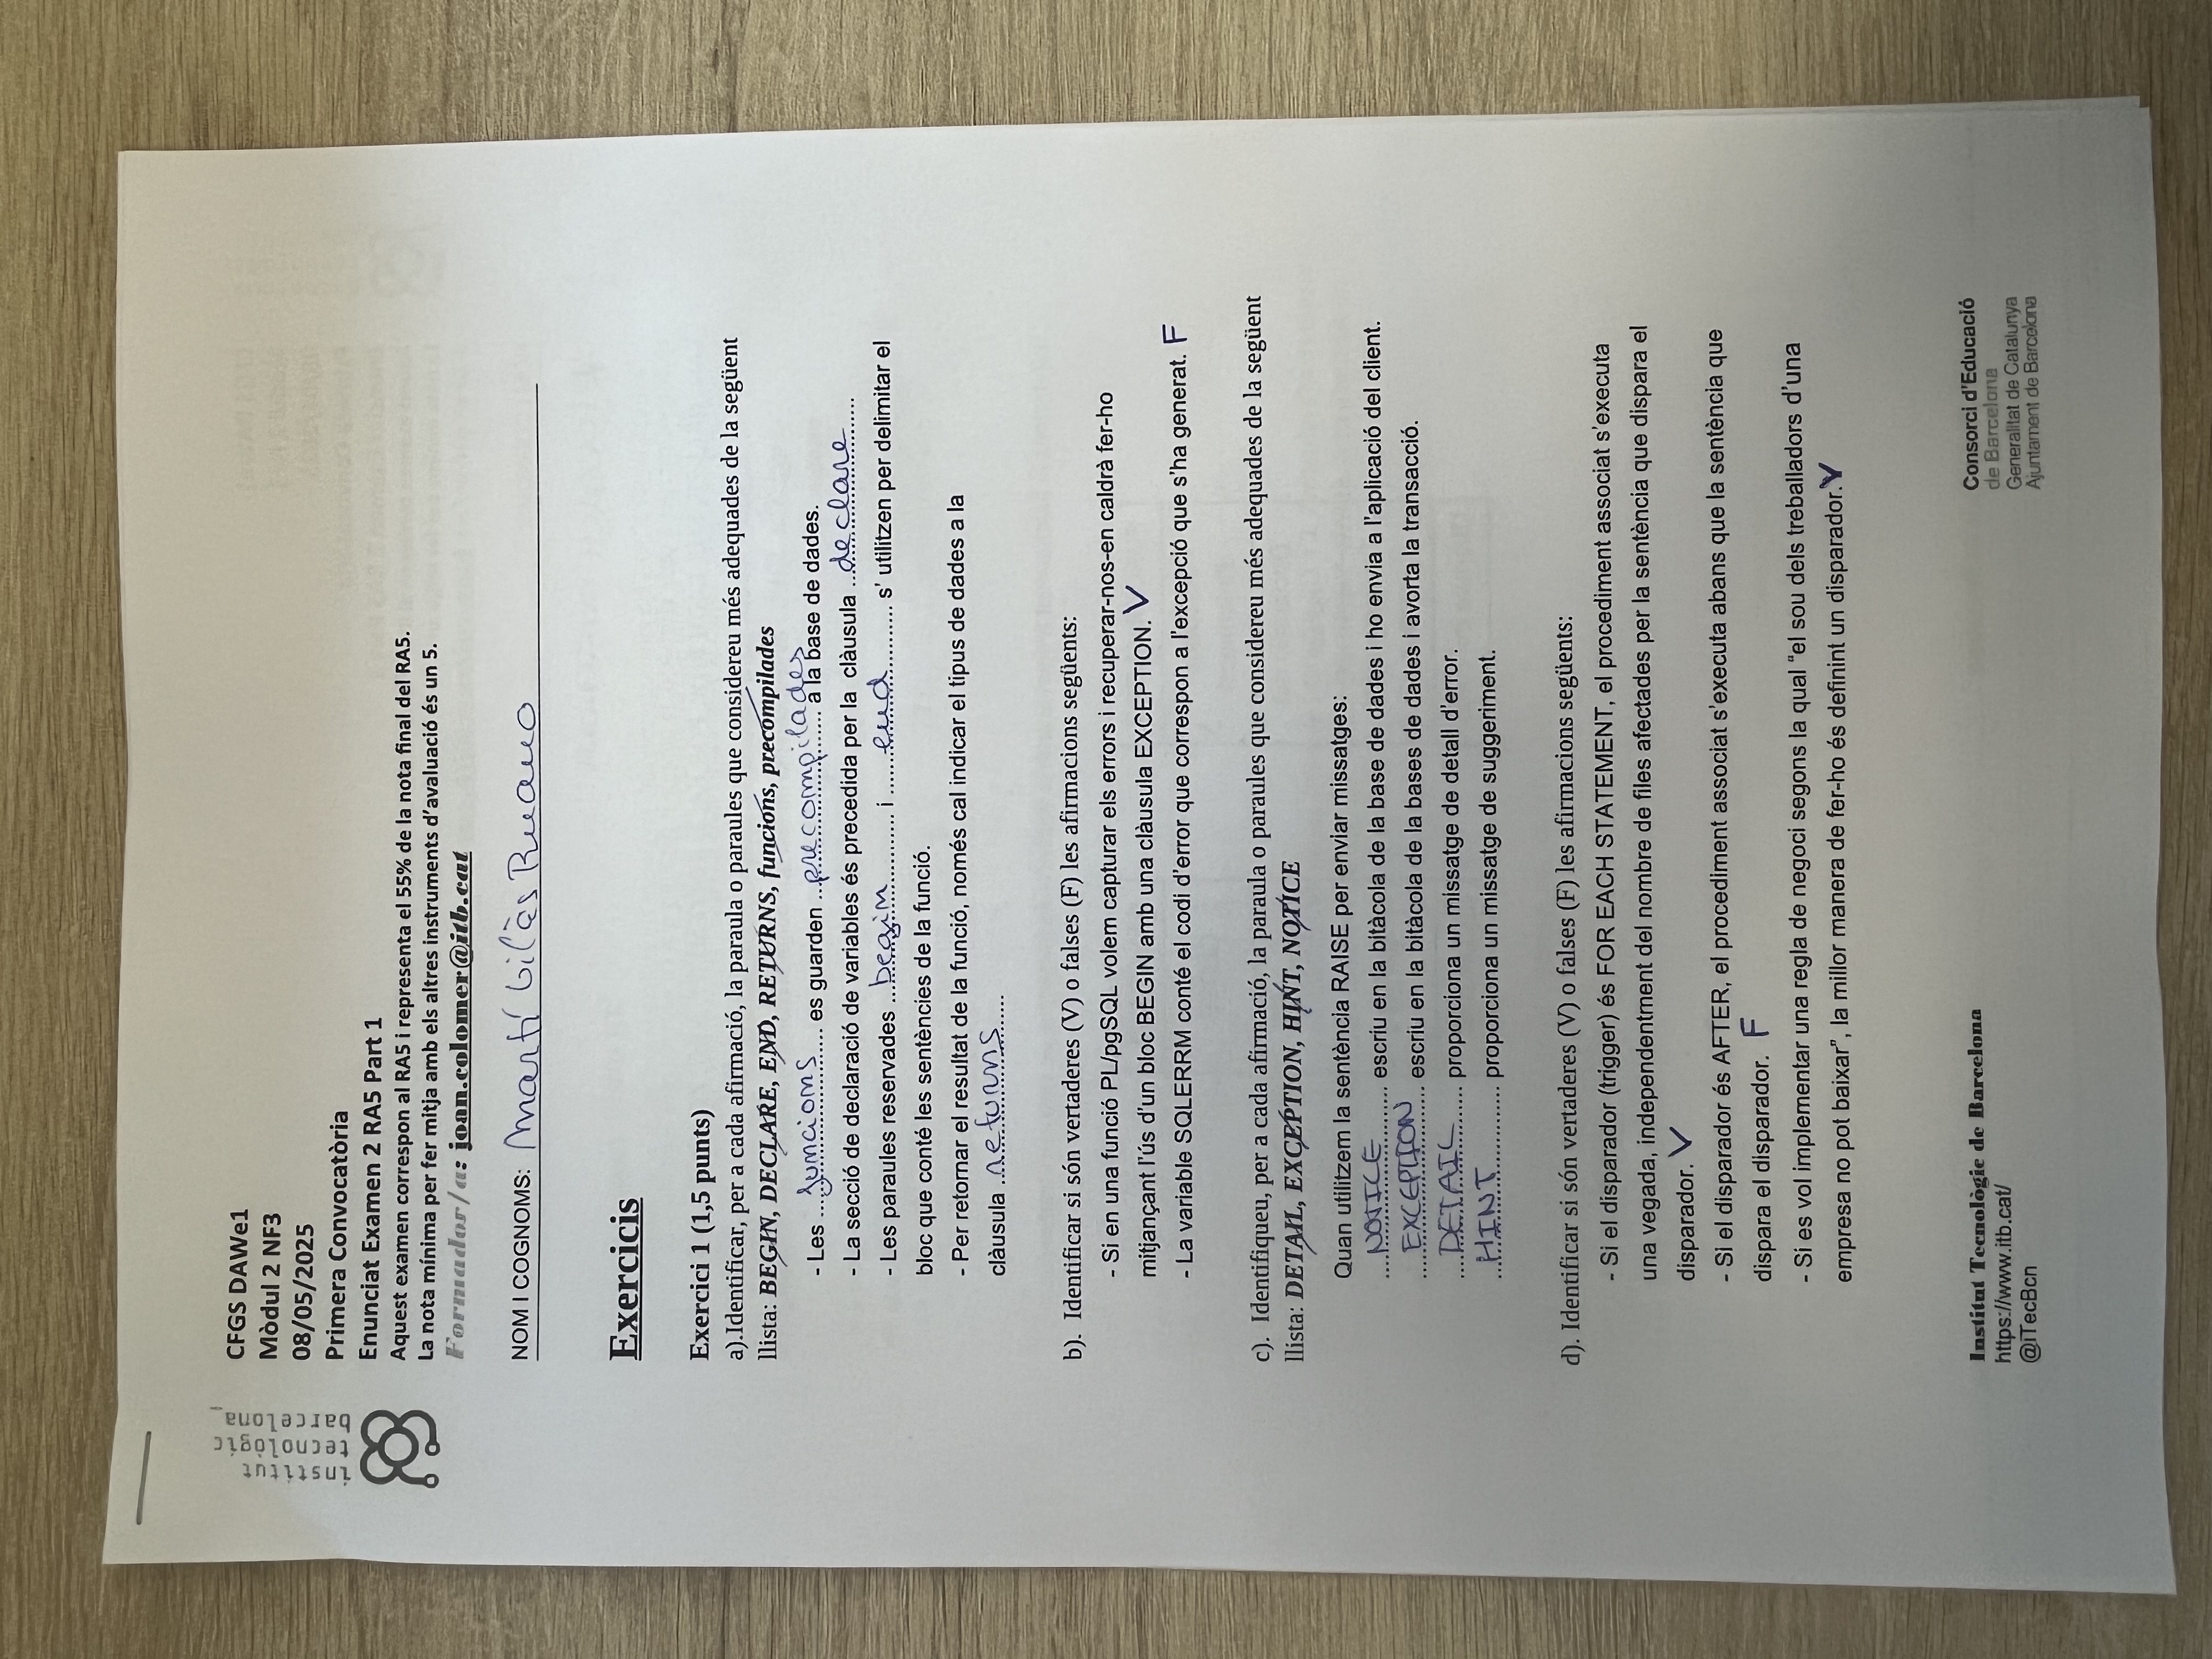 institut
tecnològic
barcelona_
CFGS DAWe1
Mòdul 2 NF3
08/05/2025
Primera Convocatòria
Enunciat Examen 2 RA5 Part 1
Aquest examen correspon al RA5 i representa el 55% de la nota final del RA5.
La nota mínima per fer mitja amb els altres instruments d'avaluació és un 5.
Formador/a: joan.colomer@itb.cat
NOM I COGNOMS: Martí Vilàs Ruano
Exercicis
Exercici 1 (1,5 punts)
a).Identificar, per a cada afirmació, la paraula o paraules que considereu més adequades de la següent
llista: BEGIN, DECLARE, END, RETURNS, funcions, precompilades
- Les ...funcions... es guarden ...precompilades... a la base de dades.
- La secció de declaració de variables és precedida per la clàusula ...declare...
- Les paraules reservades ...begin... i ...end... s' utilitzen per delimitar el
bloc que conté les sentències de la funció.
- Per retornar el resultat de la funció, només cal indicar el tipus de dades a la
clàusula ...returns...
b). Identificar si són vertaderes (V) o falses (F) les afirmacions següents:
- Si en una funció PL/pgSQL volem capturar els errors i recuperar-nos-en caldrà fer-ho
mitjançant l'ús d'un bloc BEGIN amb una clàusula EXCEPTION. V
- La variable SQLERRM conté el codi d'error que correspon a l'excepció que s'ha generat. F
c). Identifiqueu, per a cada afirmació, la paraula o paraules que considereu més adequades de la següent
llista: DETAIL, EXCEPTION, HINT, NOTICE
Quan utilitzem la sentència RAISE per enviar missatges:
...NOTICE... escriu en la bitàcola de la base de dades i ho envia a l'aplicació del client.
...EXCEPTION... escriu en la bitàcola de la bases de dades i avorta la transacció.
...DETAIL... proporciona un missatge de detall d'error.
...HINT... proporciona un missatge de suggeriment.
d). Identificar si són vertaderes (V) o falses (F) les afirmacions següents:
- Si el disparador (trigger) és FOR EACH STATEMENT, el procediment associat s'executa
una vegada, independentment del nombre de files afectades per la sentència que dispara el
disparador. V
- Si el disparador és AFTER, el procediment associat s'executa abans que la sentència que
dispara el disparador. F
- Si es vol implementar una regla de negoci segons la qual "el sou dels treballadors d'una
empresa no pot baixar", la millor manera de fer-ho és definint un disparador. V
Institut Tecnològic de Barcelona
https://www.itb.cat/
@iTecBcn
Consorci d'Educació
de Barcelona
Generalitat de Catalunya
Ajuntament de Barcelona